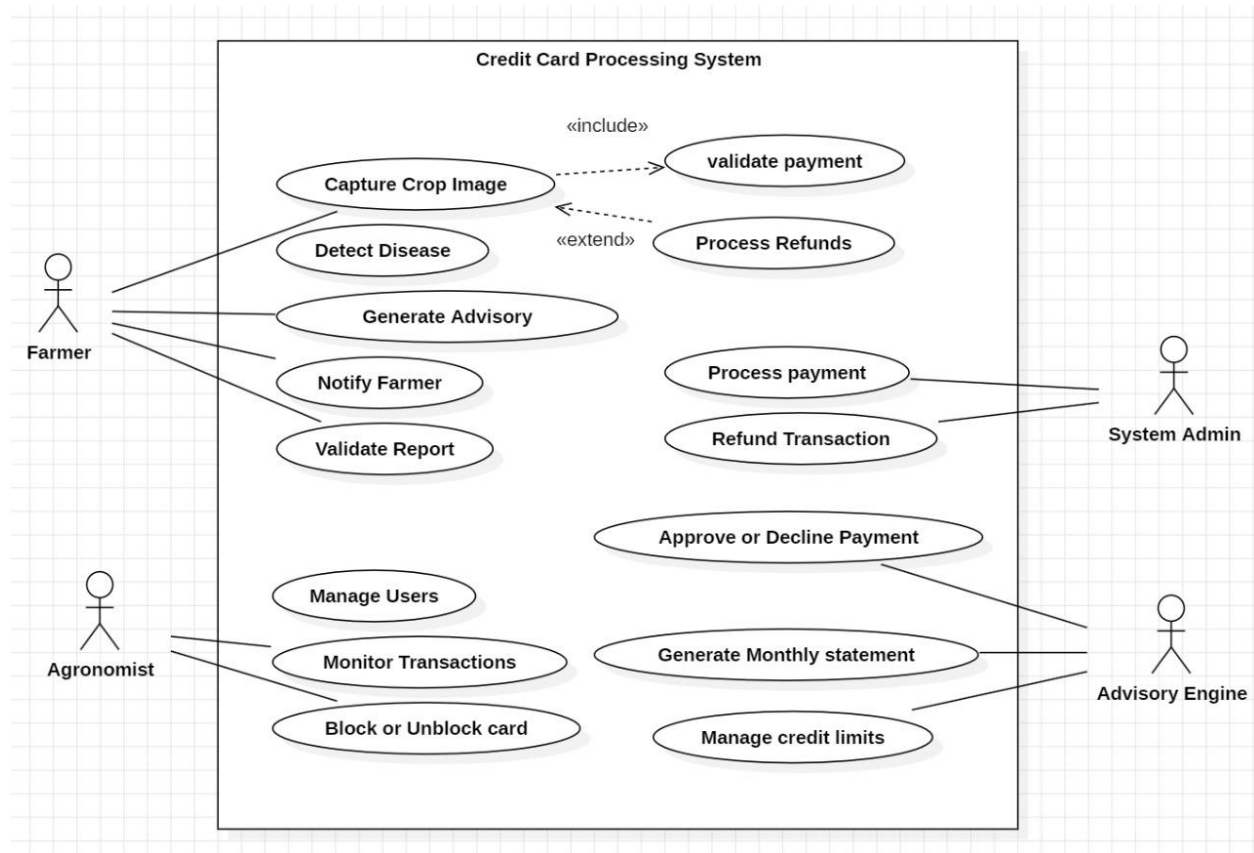 Credit Card Processing System
«include»
validate payment
Capture Crop Image
«extend»
Process Refunds
Detect Disease
Generate Advisory
Farmer
Notify Farmer
Process payment
Validate Report
Refund Transaction
System Admin
Approve or Decline Payment
Manage Users
Agronomist
Monitor Transactions
Generate Monthly statement
Advisory Engine
Block or Unblock card
Manage credit limits